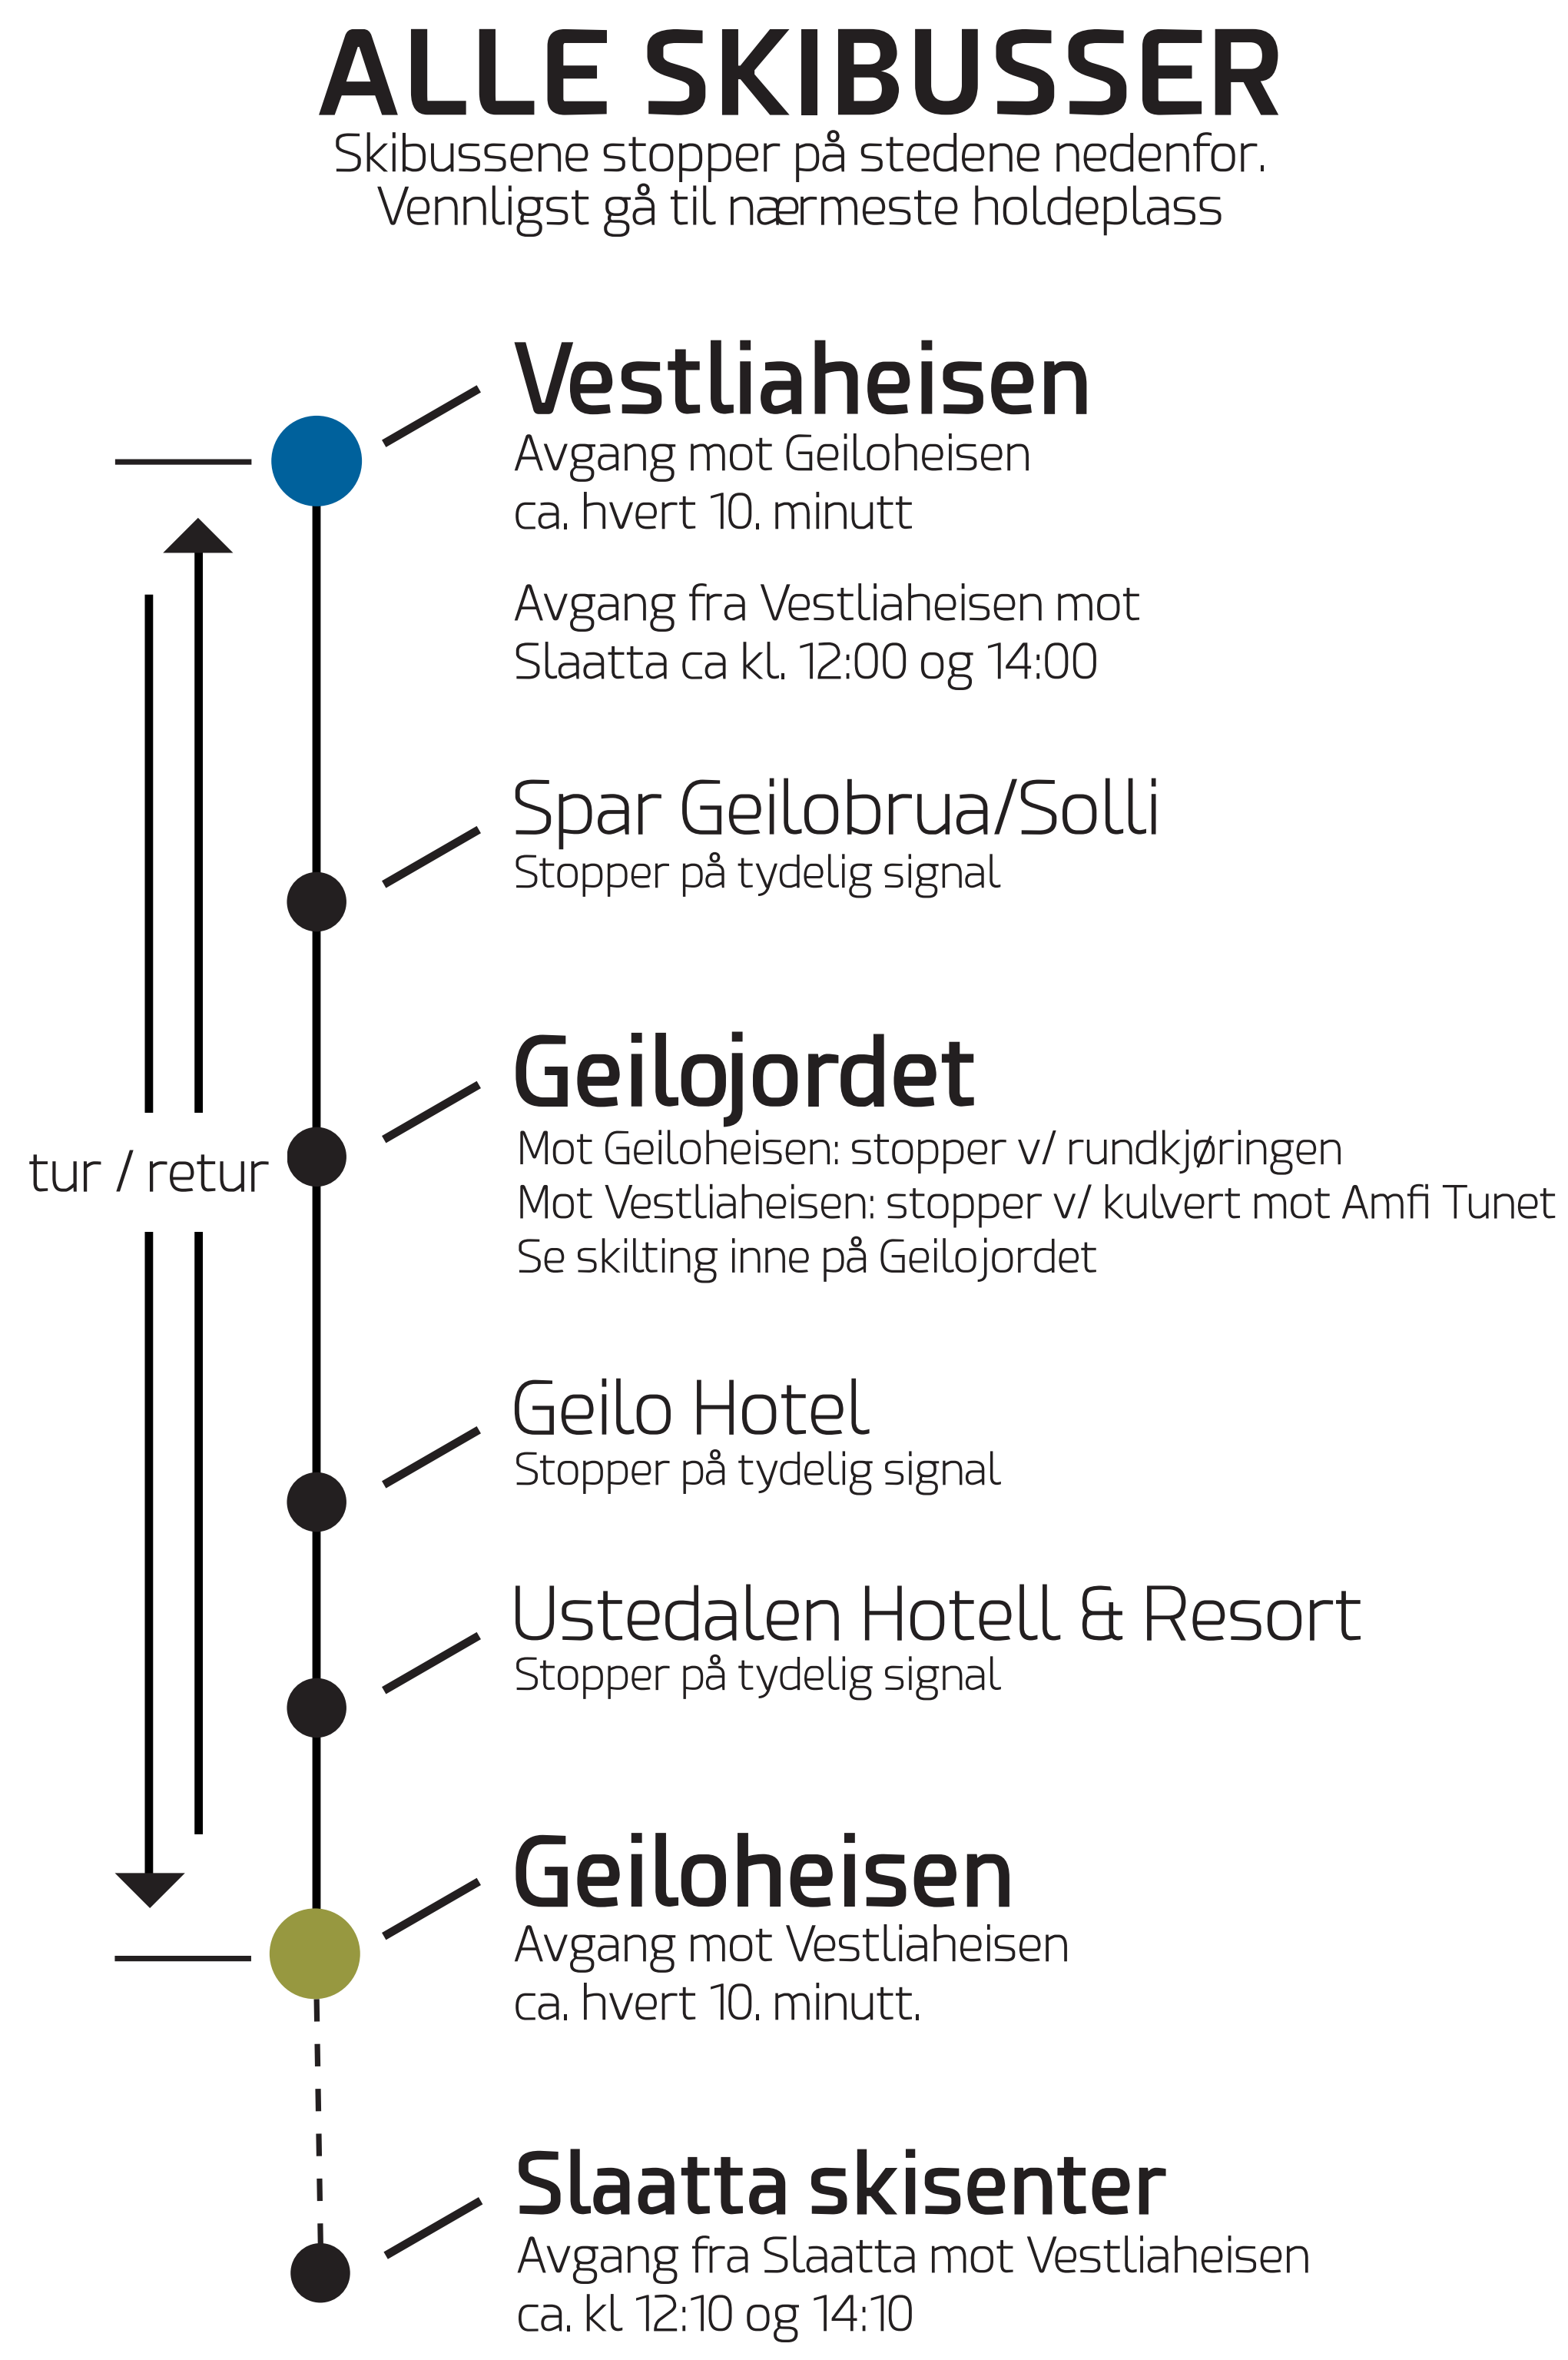 ALLE SKIBUSSER
Skibussene stopper på stedene nedenfor.
Vennligst gå til nærmeste holdeplass
Vestliaheisen
Avgang mot Geiloheisen
ca. hvert 10. minutt
Avgang fra Vestliaheisen mot
Slaatta ca kl. 12:00 og 14:00
Spar Geilobrua/Solli
Stopper på tydelig signal
Geilojordet
Mot Geiloheisen: stopper v/ rundkjøringen
Mot Vestliaheisen: stopper v/ kulvert mot Amfi Tunet
Se skilting inne på Geilojordet
tur / retur
Geilo Hotel
Stopper på tydelig signal
Ustedalen Hotell & Resort
Stopper på tydelig signal
Geiloheisen
Avgang mot Vestliaheisen
ca. hvert 10. minutt.
Slaatta skisenter
Avgang fra Slaatta mot Vestliaheisen
ca. kl 12:10 og 14:10